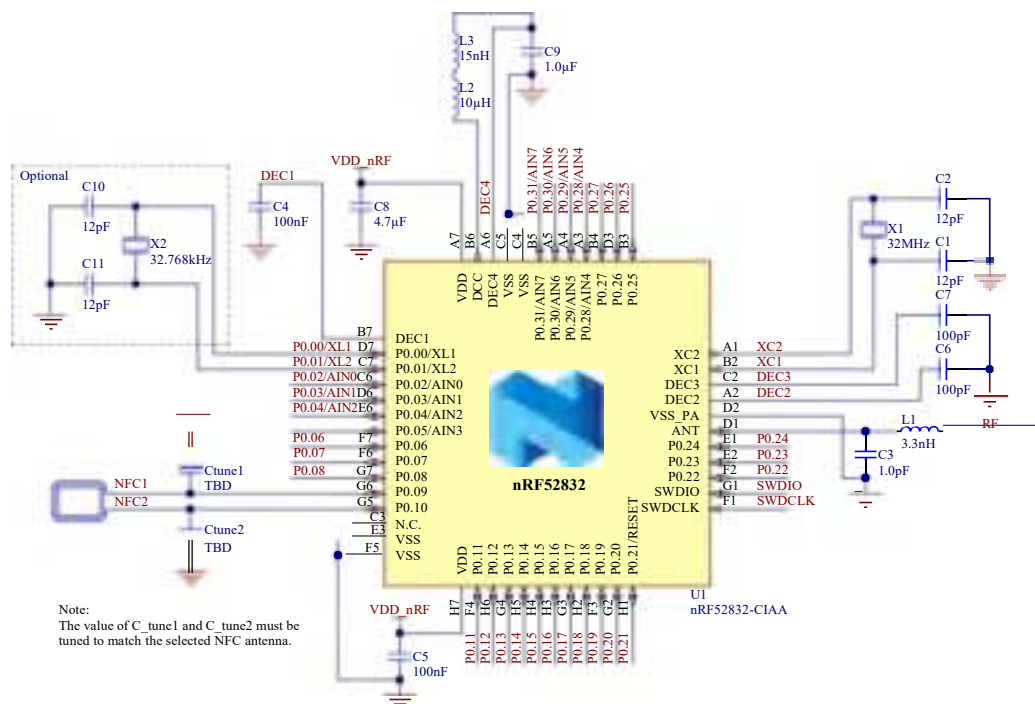 L3
15nH
C9
1.0µF
L2
10µH
Optional
C10
12pF
X2
32.768kHz
C11
12pF
DEC1
C4
100nF
VDD_nRF
C8
4.7µF
DEC4
P0.31/AIN7
P0.30/AIN6
P0.29/AIN5
P0.28/AIN4
P0.27
P0.26
P0.25
A7
B6
A6
C5
C4
B5
A5
A4
A3
B4
D3
B3
VDD
DCC
DEC4
VSS
VSS
P0.31/AIN7
P0.30/AIN6
P0.29/AIN5
P0.28/AIN4
P0.27
P0.26
P0.25
C2
12pF
X1
32MHz
C1
12pF
C7
100pF
C6
100pF
B7 DEC1
P0.00/XL1 D7 P0.00/XL1
P0.01/XL2 C7 P0.01/XL2
P0.02/AIN0 C6 P0.02/AIN0
P0.03/AIN1 D6 P0.03/AIN1
P0.04/AIN2 E6 P0.04/AIN2
P0.05/AIN3
P0.06 F7 P0.06
P0.07 F6 P0.07
P0.08 G7 P0.08
NFC1 G6 P0.09
NFC2 G5 P0.10
C3 N.C.
E3 VSS
F5 VSS
Ctune1
TBD
Ctune2
TBD
nRF52832
XC2 A1 XC2
XC1 B2 XC1
DEC3 C2 DEC3
DEC2 A2 DEC2
VSS_PA D2
ANT D1
P0.24 E1 P0.24
P0.23 E2 P0.23
P0.22 F2 P0.22
SWDIO G1 SWDIO
SWDCLK F1 SWDCLK
L1
3.3nH
RF
C3
1.0pF
VDD
P0.11
P0.12
P0.13
P0.14
P0.15
P0.16
P0.17
P0.18
P0.19
P0.20
P0.21/RESET
U1
nRF52832-CIAA
H7
F4
H6
G4
H5
H4
H3
G3
H2
F3
G2
H1
P0.11
P0.12
P0.13
P0.14
P0.15
P0.16
P0.17
P0.18
P0.19
P0.20
P0.21
VDD_nRF
C5
100nF
Note:
The value of C_tune1 and C_tune2 must be
tuned to match the selected NFC antenna.